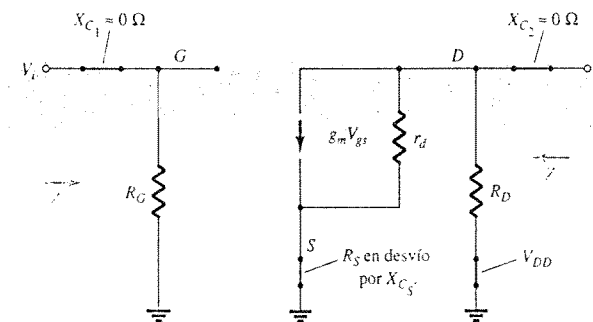 X_{C_1} ≈ 0 Ω
X_{C_2} ≈ 0 Ω
V_i
G
D
g_m V_{gs}
r_d
R_G
R_D
Z
Z
S
R_S en desvío
por X_{C_S}
V_{DD}